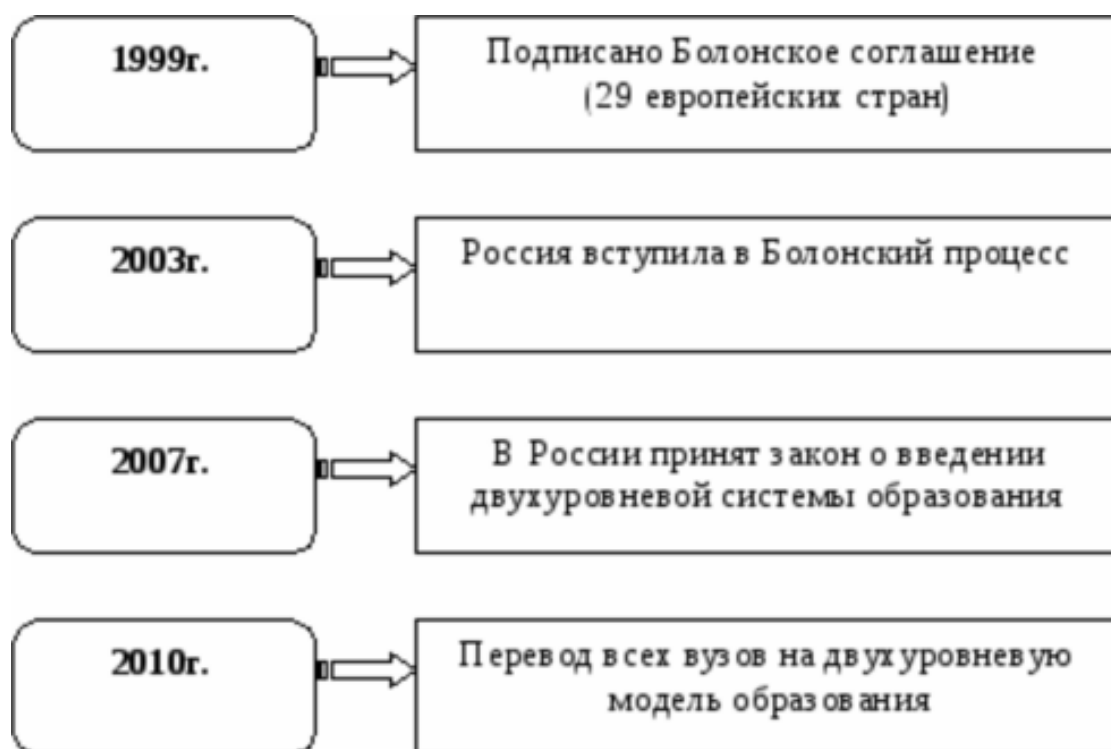 1999г.
Подписано Болонское соглашение
(29 европейских стран)
2003г.
Россия вступила в Болонский процесс
2007г.
В России принят закон о введении
двухуровневой системы образования
2010г.
Перевод всех вузов на двухуровневую
модель образования